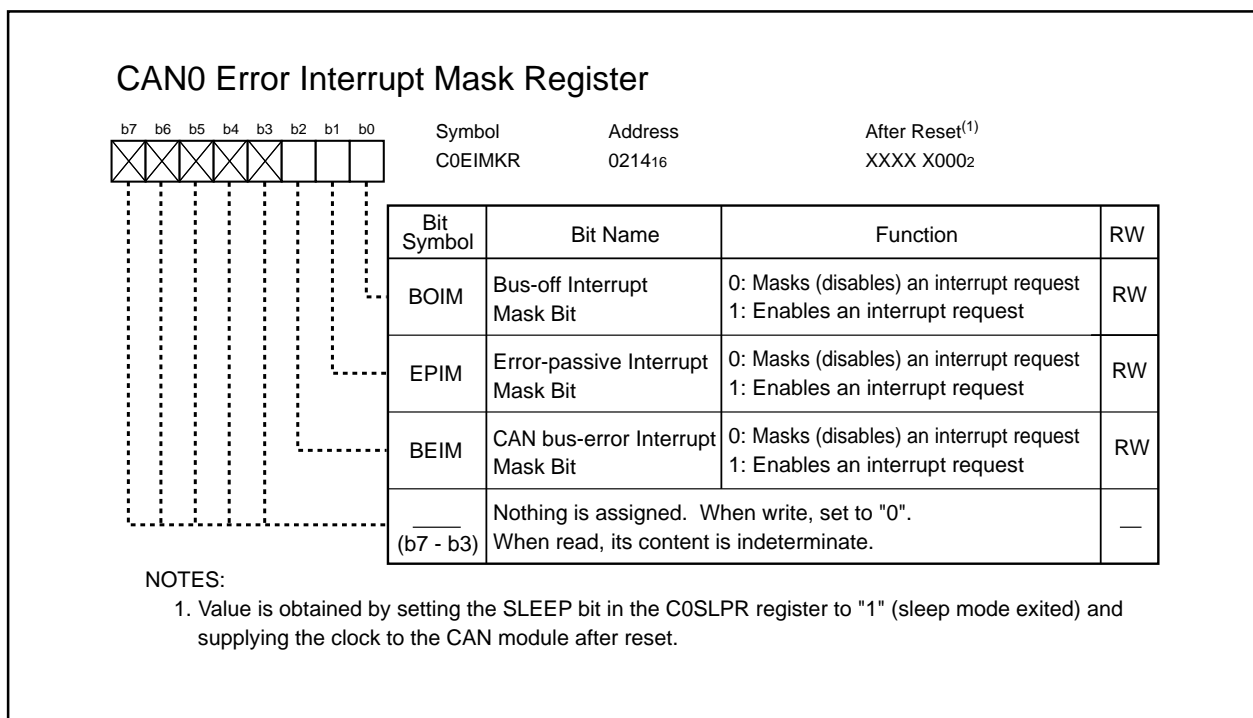 CAN0 Error Interrupt Mask Register
b7 b6 b5 b4 b3 b2 b1 b0
Symbol Address After Reset(1)
C0EIMKR 021416 XXXX X0002
Bit Symbol Bit Name Function RW
BOIM Bus-off Interrupt Mask Bit 0: Masks (disables) an interrupt request 1: Enables an interrupt request RW
EPIM Error-passive Interrupt Mask Bit 0: Masks (disables) an interrupt request 1: Enables an interrupt request RW
BEIM CAN bus-error Interrupt Mask Bit 0: Masks (disables) an interrupt request 1: Enables an interrupt request RW
(b7 - b3) Nothing is assigned. When write, set to "0". When read, its content is indeterminate. —
NOTES:
1. Value is obtained by setting the SLEEP bit in the C0SLPR register to "1" (sleep mode exited) and
supplying the clock to the CAN module after reset.